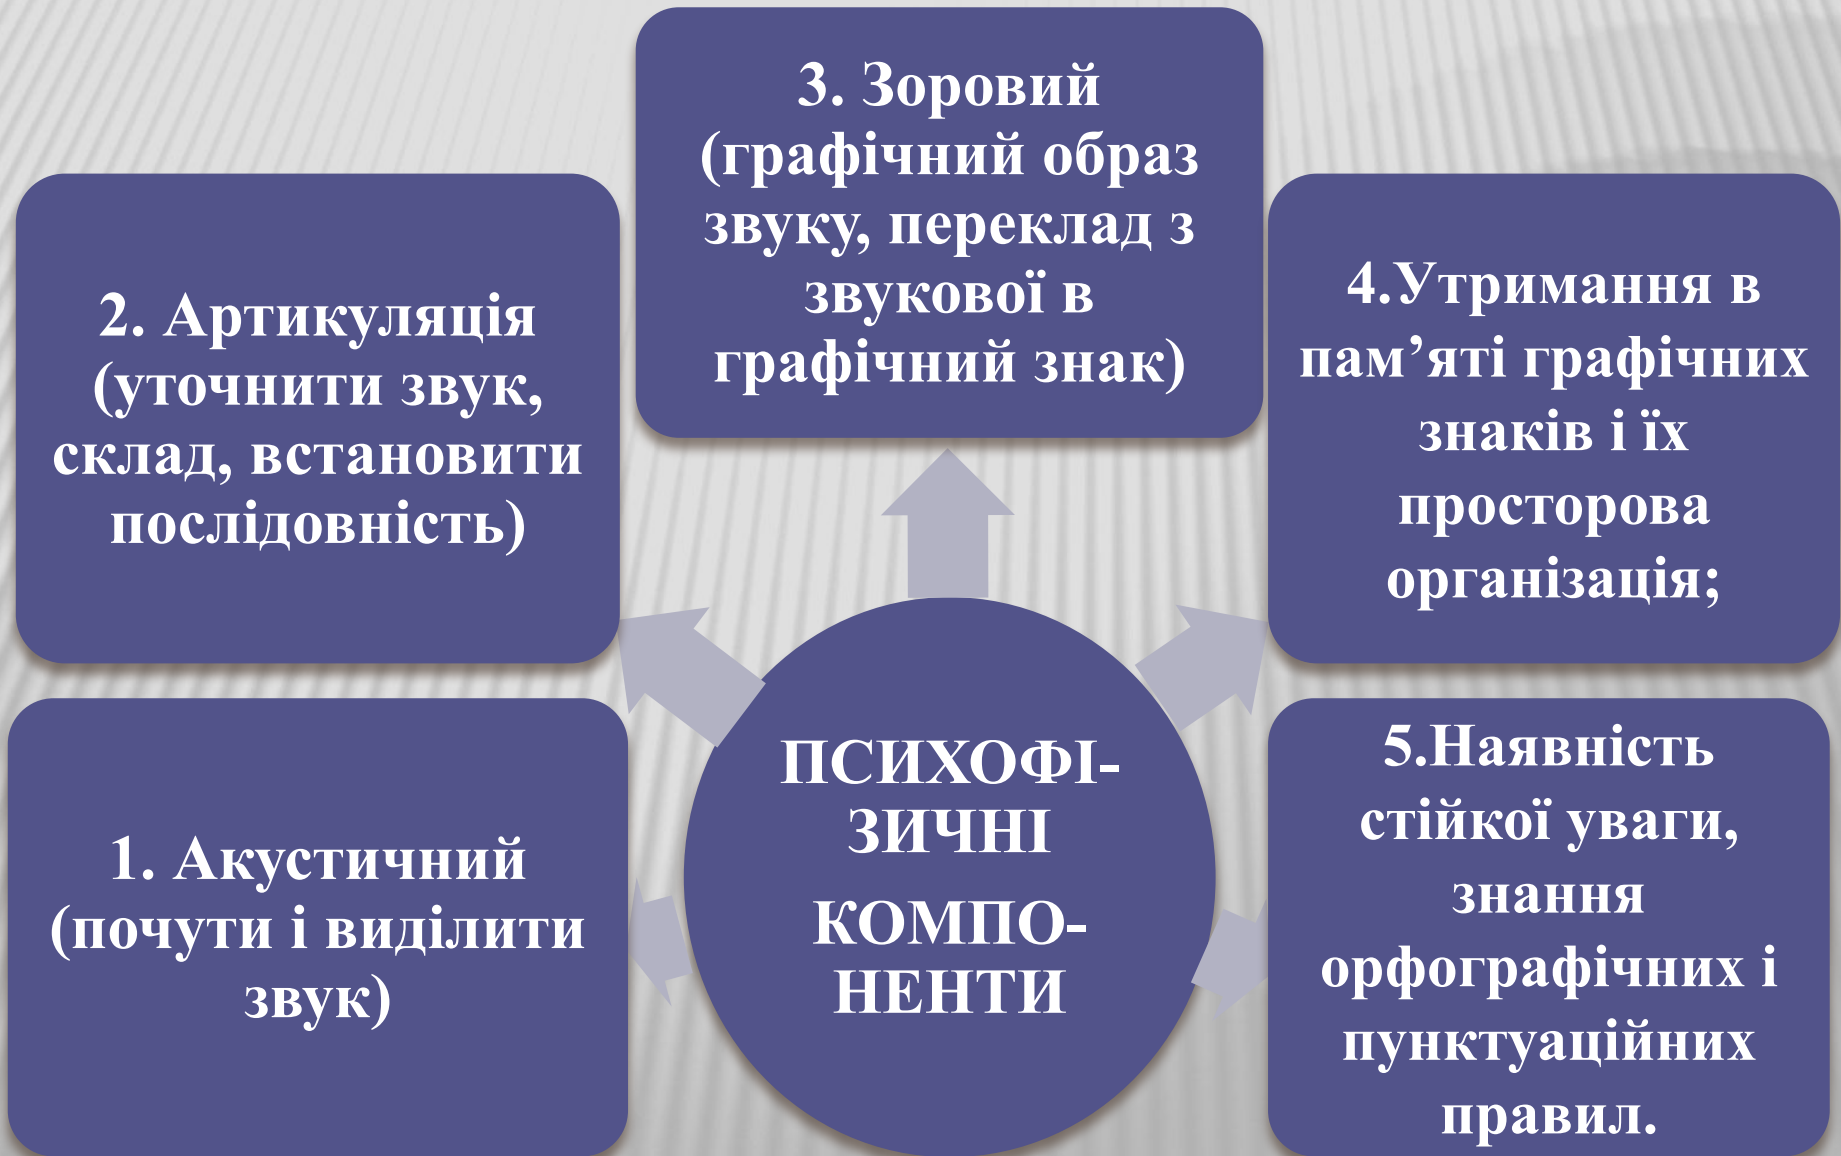 3. Зоровий
(графічний образ
звуку, переклад з
звукової в
графічний знак)
2. Артикуляція
(уточнити звук,
склад, встановити
послідовність)
4.Утримання в
пам’яті графічних
знаків і їх
просторова
організація;
1. Акустичний
(почути і виділити
звук)
ПСИХОФІ-
ЗИЧНІ
КОМПО-
НЕНТИ
5.Наявність
стійкої уваги,
знання
орфографічних і
пунктуаційних
правил.